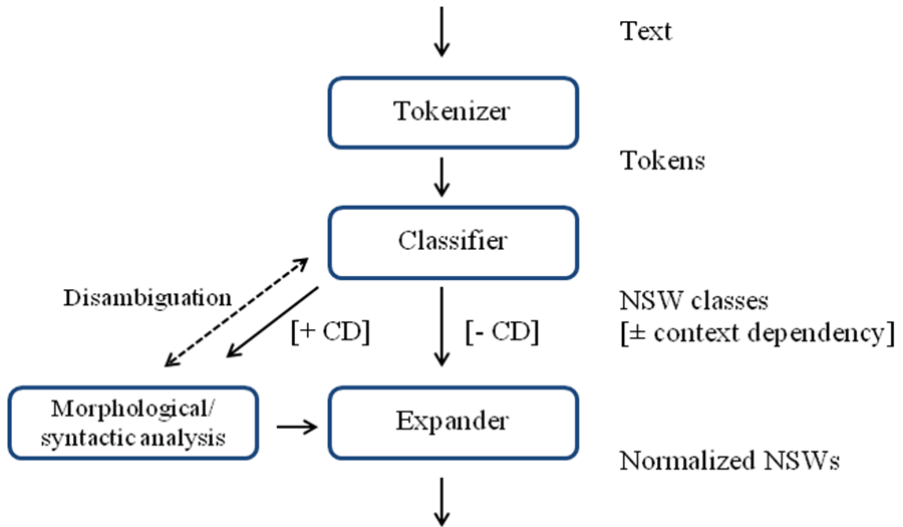 Text
Tokenizer
Tokens
Classifier
Disambiguation
[+ CD]
[- CD]
NSW classes
[± context dependency]
Morphological/
syntactic analysis
Expander
Normalized NSWs